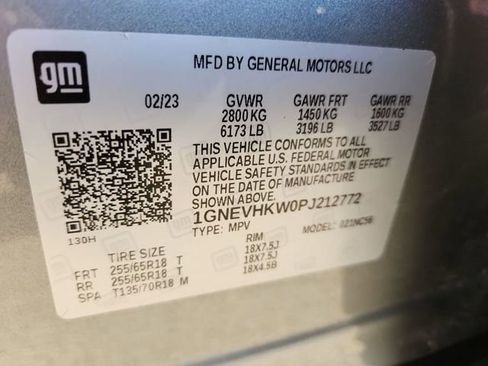 gm
MFD BY GENERAL MOTORS LLC
02/23 GVWR GAWR FRT GAWR RR
2800 KG 1450 KG 1600 KG
6173 LB 3196 LB 3527 LB
THIS VEHICLE CONFORMS TO ALL
APPLICABLE U.S. FEDERAL MOTOR
VEHICLE SAFETY STANDARDS IN EFFECT
ON THE DATE OF MANUFACTURE
SHOWN ABOVE.
1GNEVHKW0PJ212772
130H TYPE: MPV MODEL:
TIRE SIZE RIM
FRT 255/65R18 T 18X7.5J
RR 255/65R18 T 18X7.5J
SPA T135/70R18 M 18X4.5B